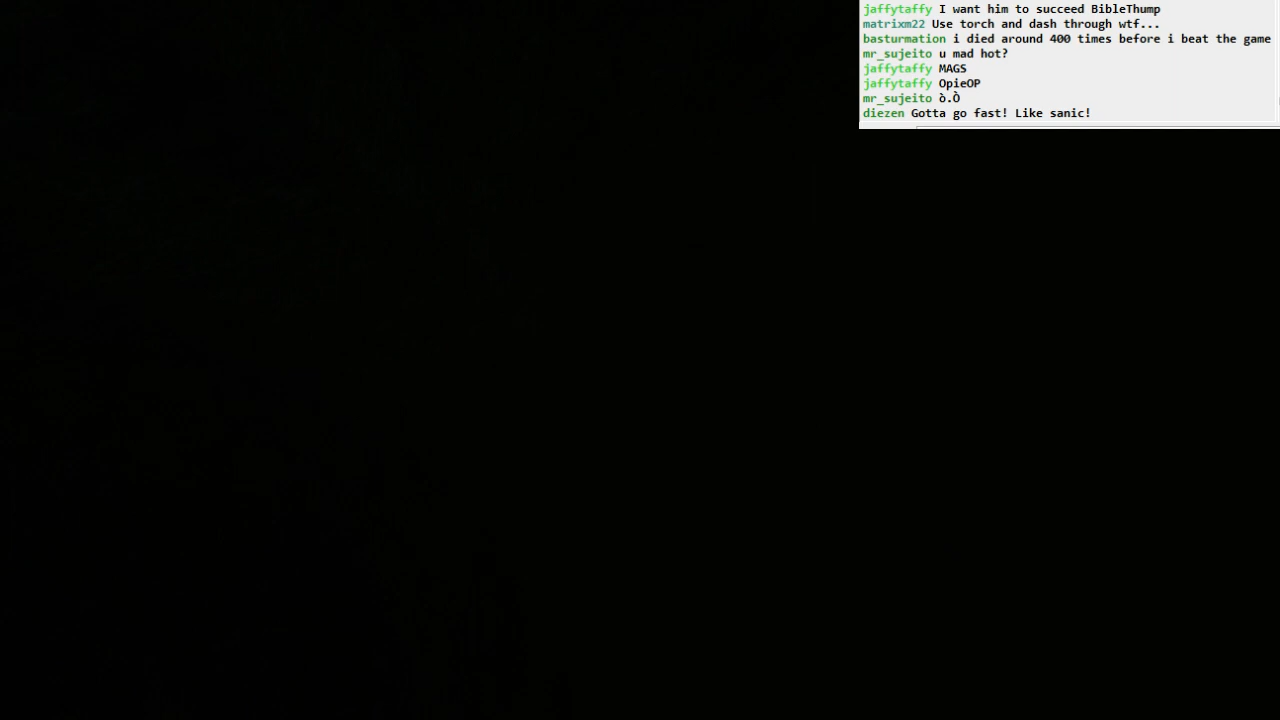 jaffytaffy I want him to succeed BibleThump
matrixm22 Use torch and dash through wtf...
basturmation i died around 400 times before i beat the game
mr_sujeito u mad hot?
jaffytaffy MAGS
jaffytaffy OpieOP
mr_sujeito ò.Ò
diezen Gotta go fast! Like sanic!